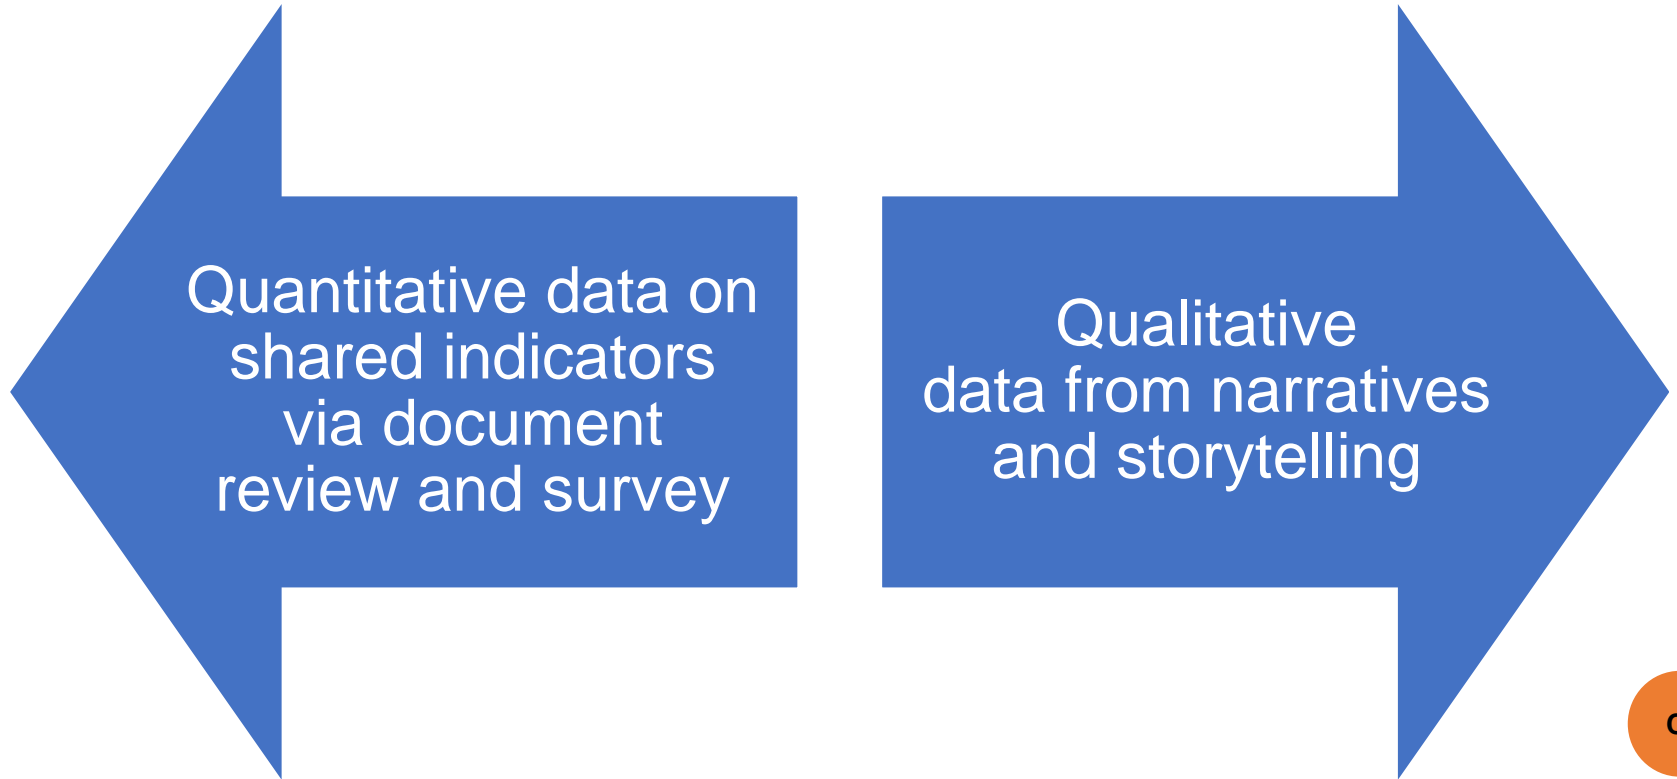 Quantitative data on
shared indicators
via document
review and survey
Qualitative
data from narratives
and storytelling